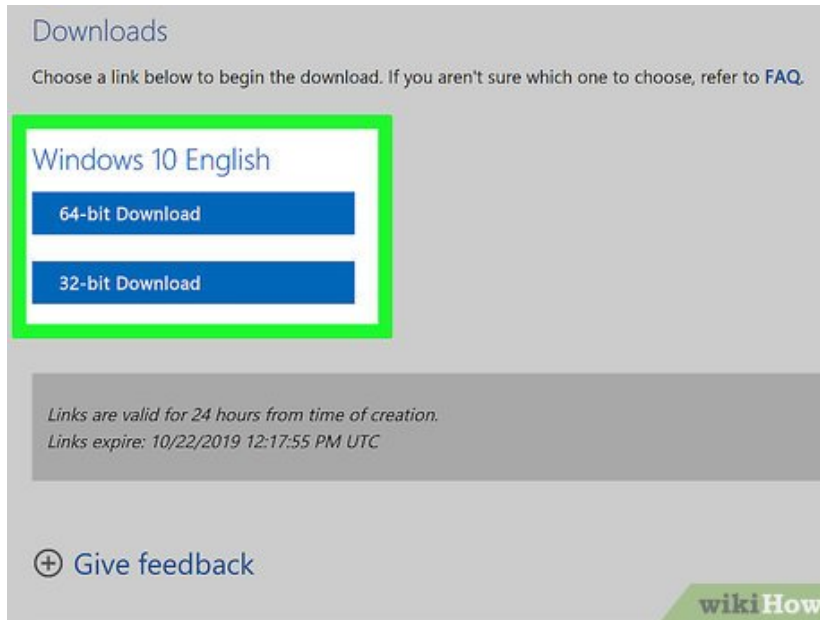 Downloads
Choose a link below to begin the download. If you aren't sure which one to choose, refer to FAQ.
Windows 10 English
64-bit Download
32-bit Download
Links are valid for 24 hours from time of creation.
Links expire: 10/22/2019 12:17:55 PM UTC
Give feedback
wikiHow